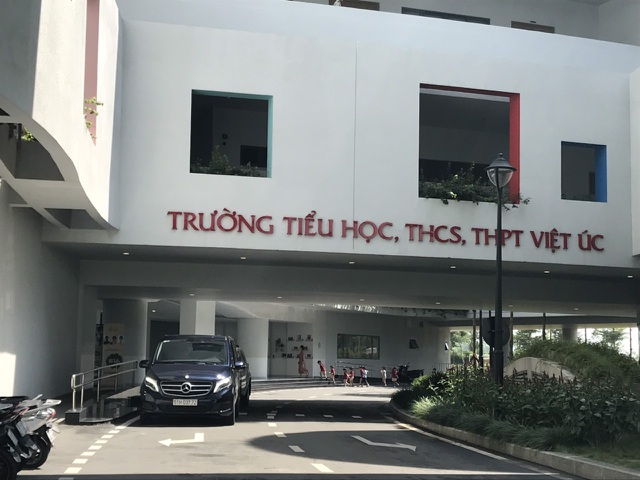 TRƯỜNG TIỂU HỌC, THCS, THPT VIỆT ÚC